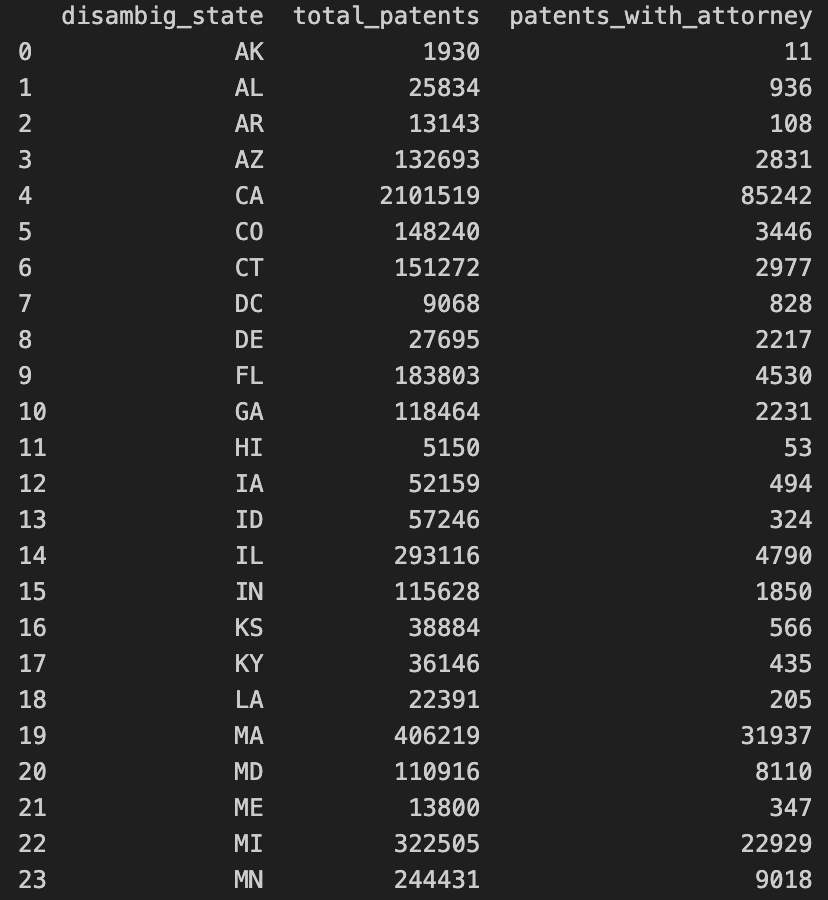 disambig_state total_patents patents_with_attorney
0 AK 1930 11
1 AL 25834 936
2 AR 13143 108
3 AZ 132693 2831
4 CA 2101519 85242
5 CO 148240 3446
6 CT 151272 2977
7 DC 9068 828
8 DE 27695 2217
9 FL 183803 4530
10 GA 118464 2231
11 HI 5150 53
12 IA 52159 494
13 ID 57246 324
14 IL 293116 4790
15 IN 115628 1850
16 KS 38884 566
17 KY 36146 435
18 LA 22391 205
19 MA 406219 31937
20 MD 110916 8110
21 ME 13800 347
22 MI 322505 22929
23 MN 244431 9018